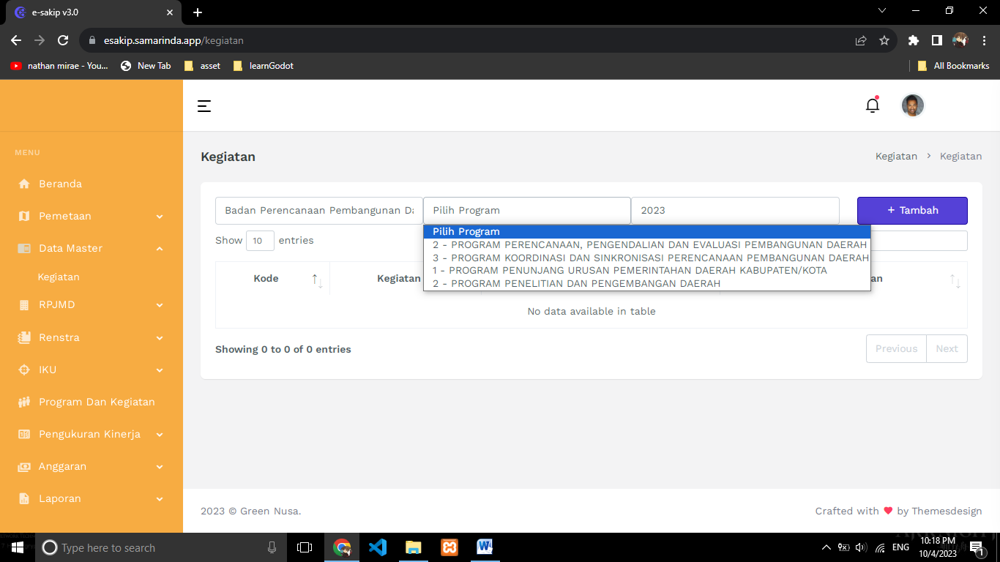 e-sakip v3.0
esakip.samarinda.app/kegiatan
nathan mirae - You...
New Tab
asset
learnGodot
All Bookmarks
MENU
Beranda
Pemetaan
Data Master
Kegiatan
RPJMD
Renstra
IKU
Program Dan Kegiatan
Pengukuran Kinerja
Anggaran
Laporan
Kegiatan
Kegiatan > Kegiatan
Badan Perencanaan Pembangunan Da
Pilih Program
2023
+ Tambah
Pilih Program
2 - PROGRAM PERENCANAAN, PENGENDALIAN DAN EVALUASI PEMBANGUNAN DAERAH
3 - PROGRAM KOORDINASI DAN SINKRONISASI PERENCANAAN PEMBANGUNAN DAERAH
1 - PROGRAM PENUNJANG URUSAN PEMERINTAHAN DAERAH KABUPATEN/KOTA
2 - PROGRAM PENELITIAN DAN PENGEMBANGAN DAERAH
Show 10 entries
Kode
Kegiatan
an
No data available in table
Showing 0 to 0 of 0 entries
Previous
Next
2023 © Green Nusa.
Crafted with ❤ by Themesdesign
Type here to search
ENG
10:18 PM
10/4/2023
1